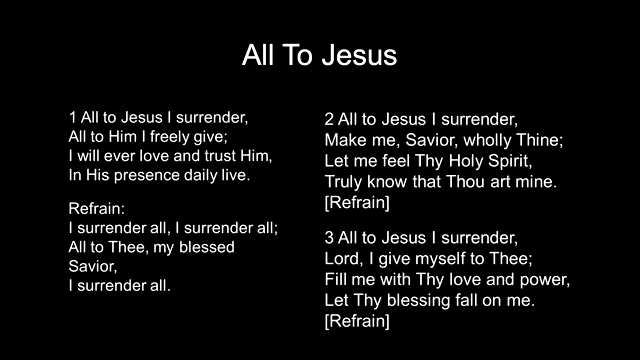 All To Jesus
1 All to Jesus I surrender,
All to Him I freely give;
I will ever love and trust Him,
In His presence daily live.
Refrain:
I surrender all, I surrender all;
All to Thee, my blessed
Savior,
I surrender all.
2 All to Jesus I surrender,
Make me, Savior, wholly Thine;
Let me feel Thy Holy Spirit,
Truly know that Thou art mine.
[Refrain]
3 All to Jesus I surrender,
Lord, I give myself to Thee;
Fill me with Thy love and power,
Let Thy blessing fall on me.
[Refrain]